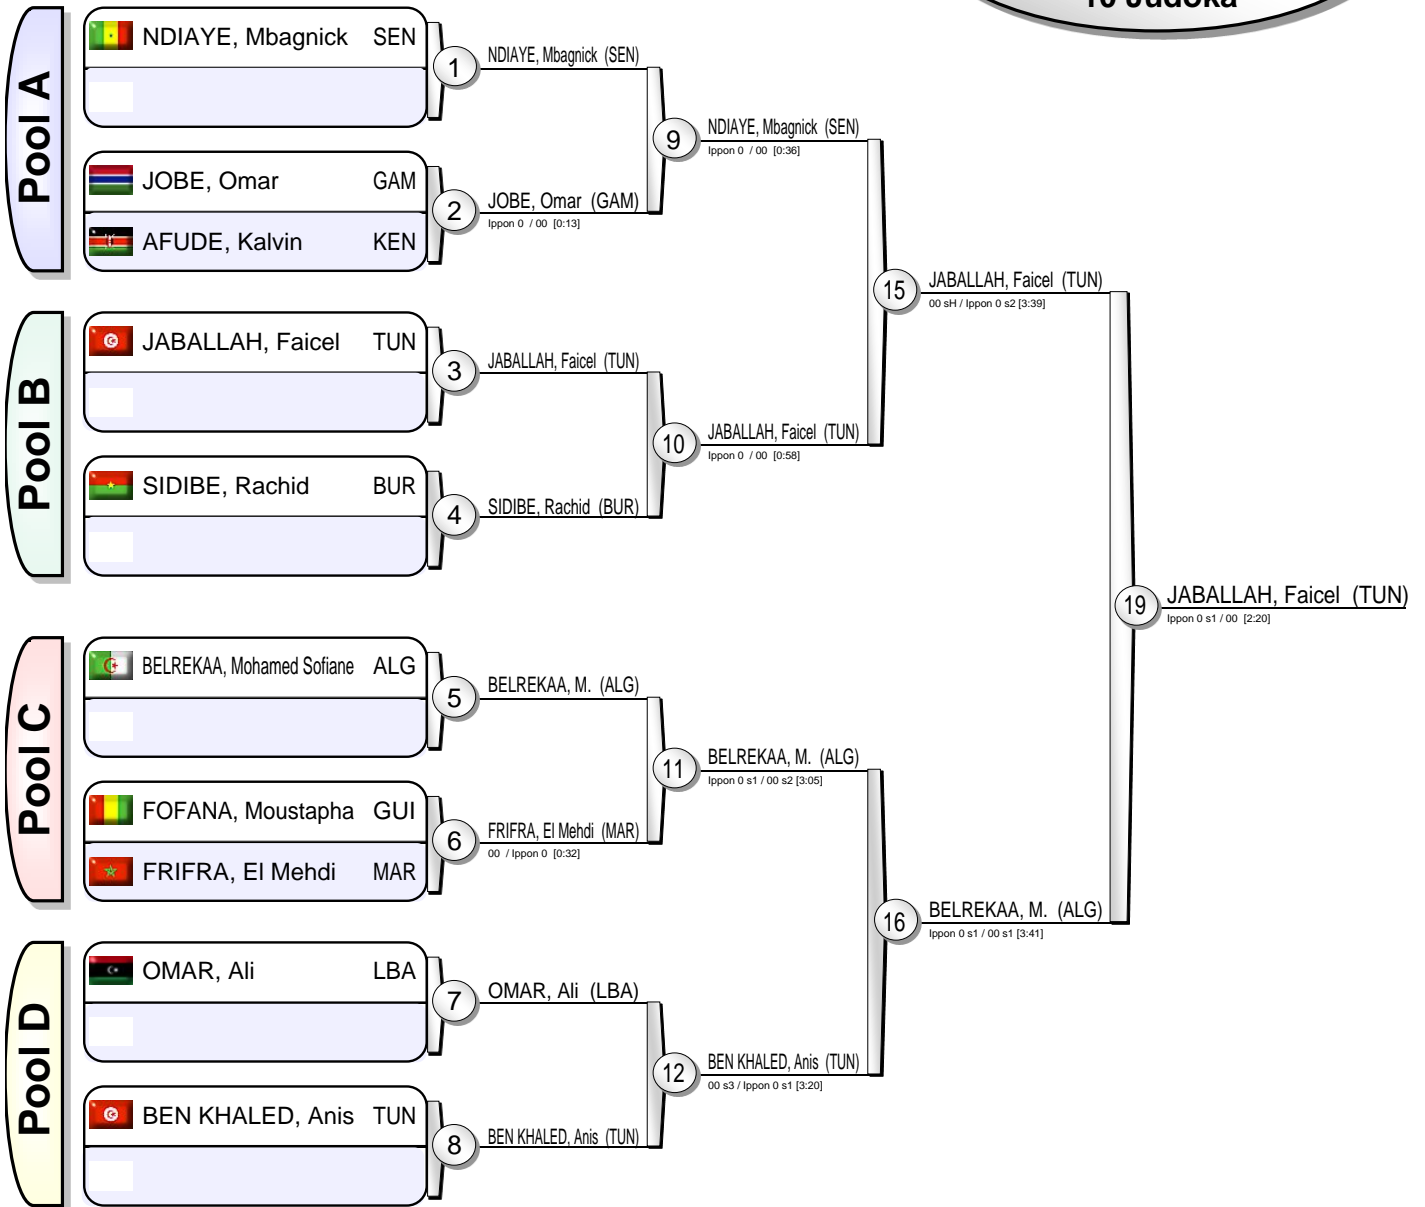 10 Judoka
Pool A
NDIAYE, Mbagnick SEN
1
NDIAYE, Mbagnick (SEN)
JOBE, Omar GAM
AFUDE, Kalvin KEN
2
JOBE, Omar (GAM)
Ippon 0 / 00 [0:13]
9
NDIAYE, Mbagnick (SEN)
Ippon 0 / 00 [0:36]
Pool B
JABALLAH, Faicel TUN
3
JABALLAH, Faicel (TUN)
SIDIBE, Rachid BUR
4
SIDIBE, Rachid (BUR)
10
JABALLAH, Faicel (TUN)
Ippon 0 / 00 [0:58]
15
JABALLAH, Faicel (TUN)
00 sH / Ippon 0 s2 [3:39]
Pool C
BELREKAA, Mohamed Sofiane ALG
5
BELREKAA, M. (ALG)
FOFANA, Moustapha GUI
FRIFRA, El Mehdi MAR
6
FRIFRA, El Mehdi (MAR)
00 / Ippon 0 [0:32]
11
BELREKAA, M. (ALG)
Ippon 0 s1 / 00 s2 [3:05]
Pool D
OMAR, Ali LBA
7
OMAR, Ali (LBA)
BEN KHALED, Anis TUN
8
BEN KHALED, Anis (TUN)
12
BEN KHALED, Anis (TUN)
00 s3 / Ippon 0 s1 [3:20]
16
BELREKAA, M. (ALG)
Ippon 0 s1 / 00 s1 [3:41]
19
JABALLAH, Faicel (TUN)
Ippon 0 s1 / 00 [2:20]